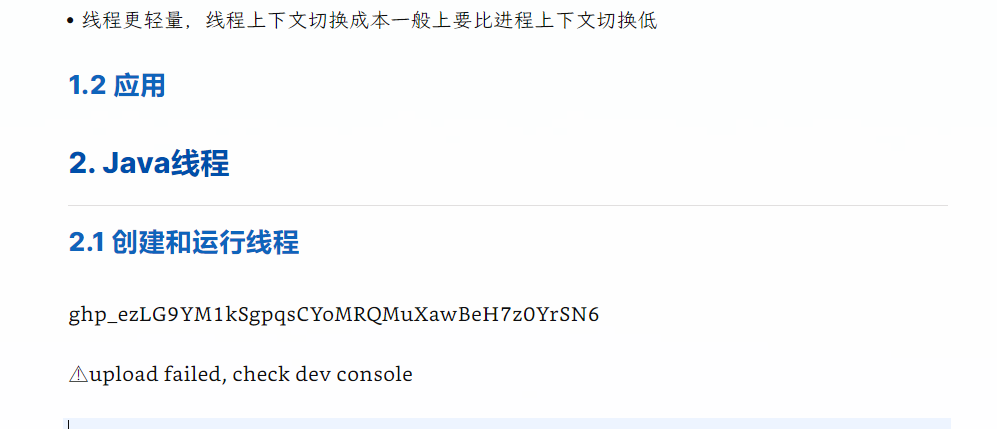 • 线程更轻量，线程上下文切换成本一般上要比进程上下文切换低
1.2 应用
2. Java线程
2.1 创建和运行线程
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
⚠upload failed, check dev console